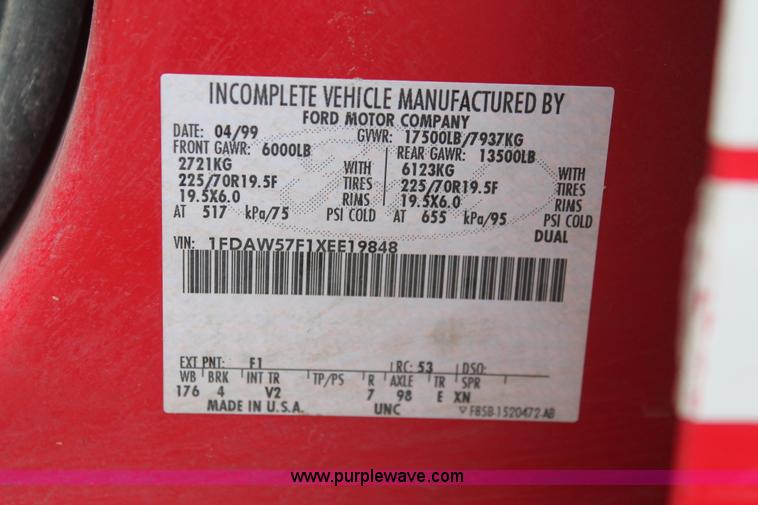 INCOMPLETE VEHICLE MANUFACTURED BY
FORD MOTOR COMPANY
DATE: 04/99 GVWR: 17500LB/7937KG
FRONT GAWR: 6000LB REAR GAWR: 13500LB
2721KG WITH 6123KG WITH
225/70R19.5F TIRES 225/70R19.5F TIRES
19.5X6.0 RIMS 19.5X6.0 RIMS
AT 517 kPa/75 PSI COLD AT 655 kPa/95 PSI COLD
DUAL
VIN: 1FDAW57F1XEE19848
EXT PNT: F1 RC: 53 DSO:
WB BRK INT TR TP/PS R AXLE TR SPR
176 4 V2 7 98 E XN
MADE IN U.S.A. UNC F85B-1520472-AB
www.purplewave.com